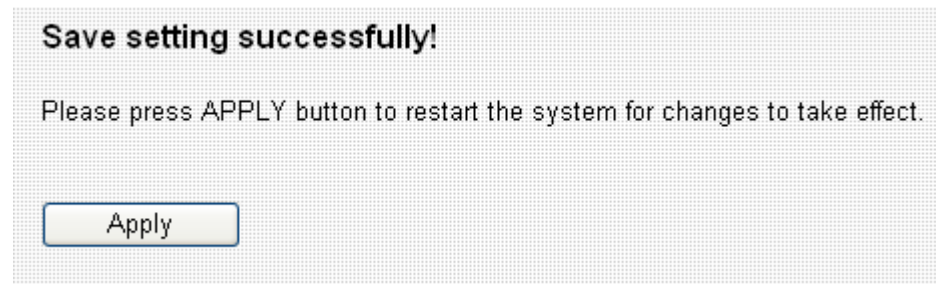 Save setting successfully!
Please press APPLY button to restart the system for changes to take effect.
Apply